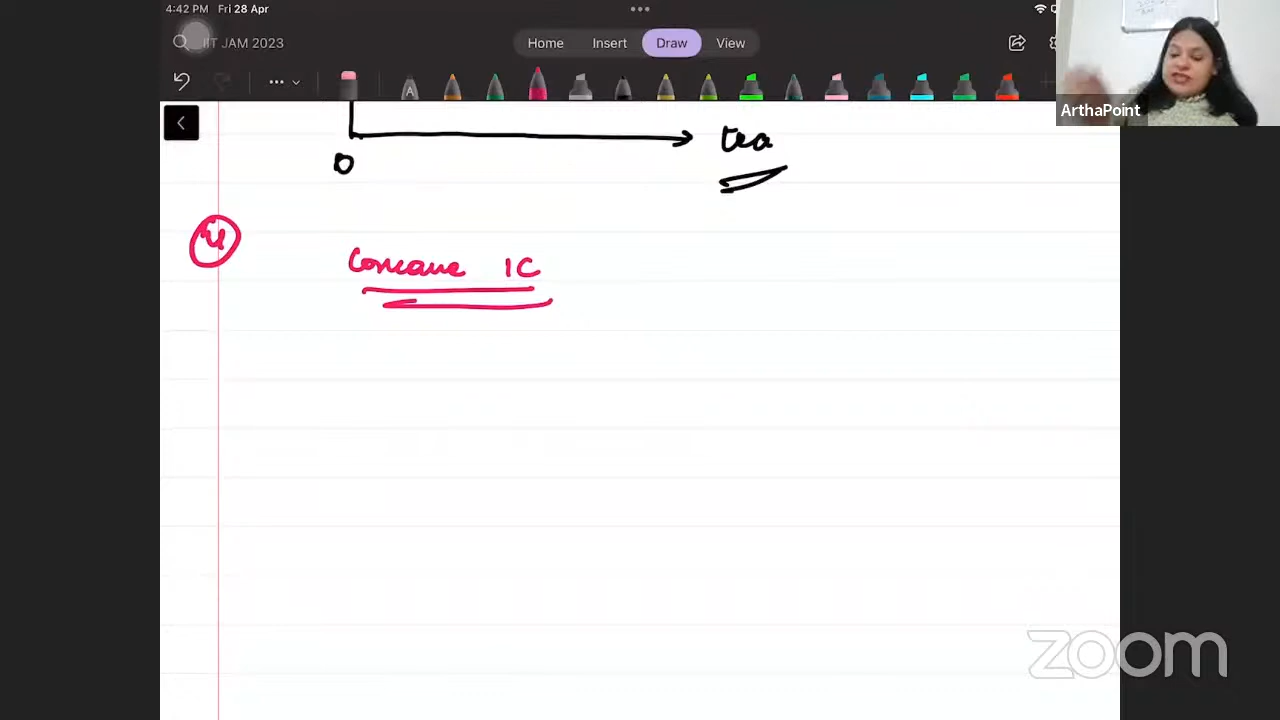 4:42 PM Fri 28 Apr
IIT JAM 2023
Home Insert Draw View
A
ArthaPoint
tea
0
Concave IC
zoom